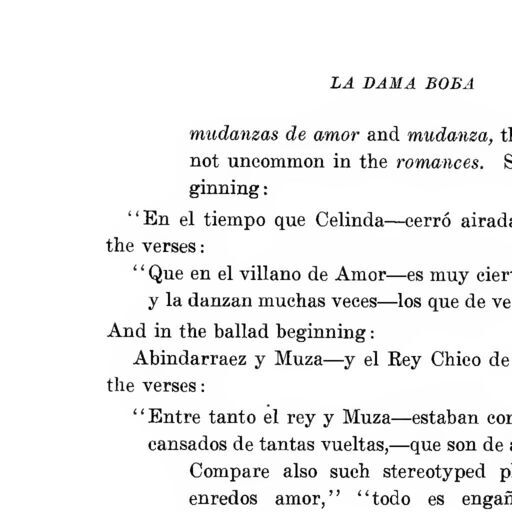 LA DAMA BOBA
mudanzas de amor and mudanza, th
not uncommon in the romances. S
ginning:
"En el tiempo que Celinda—cerró airada
the verses:
"Que en el villano de Amor—es muy cier
y la danzan muchas veces—los que de ve
And in the ballad beginning:
Abindarraez y Muza—y el Rey Chico de
the verses:
"Entre tanto el rey y Muza—estaban con
cansados de tantas vueltas,—que son de a
Compare also such stereotyped p
enredos amor," "todo es engañ